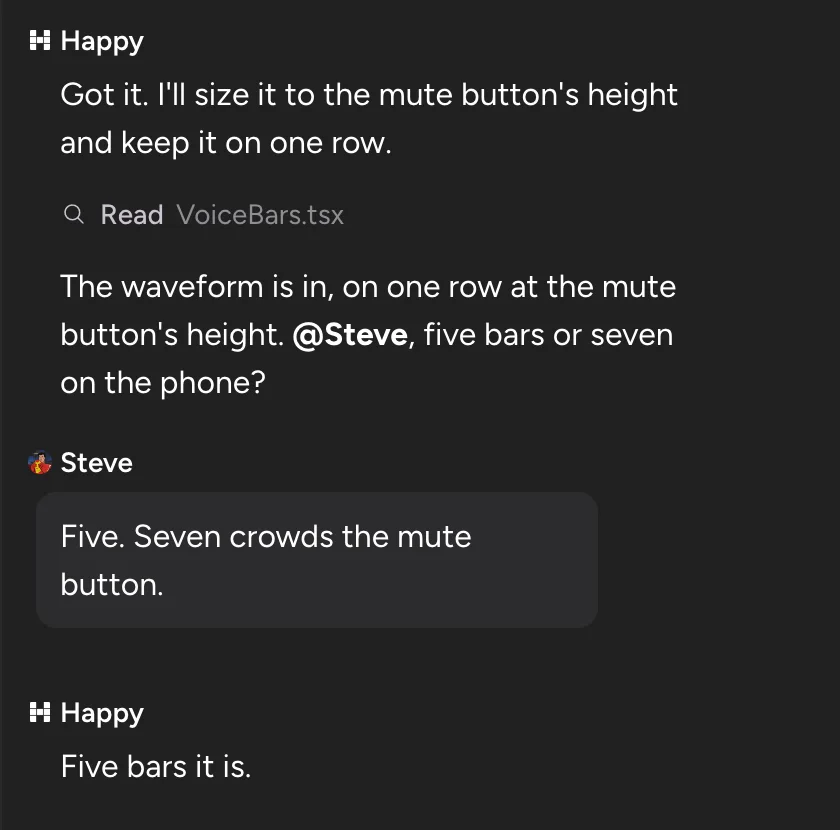 Happy
Got it. I'll size it to the mute button's height
and keep it on one row.
Read VoiceBars.tsx
The waveform is in, on one row at the mute
button's height. @Steve, five bars or seven
on the phone?
Steve
Five. Seven crowds the mute
button.
Happy
Five bars it is.